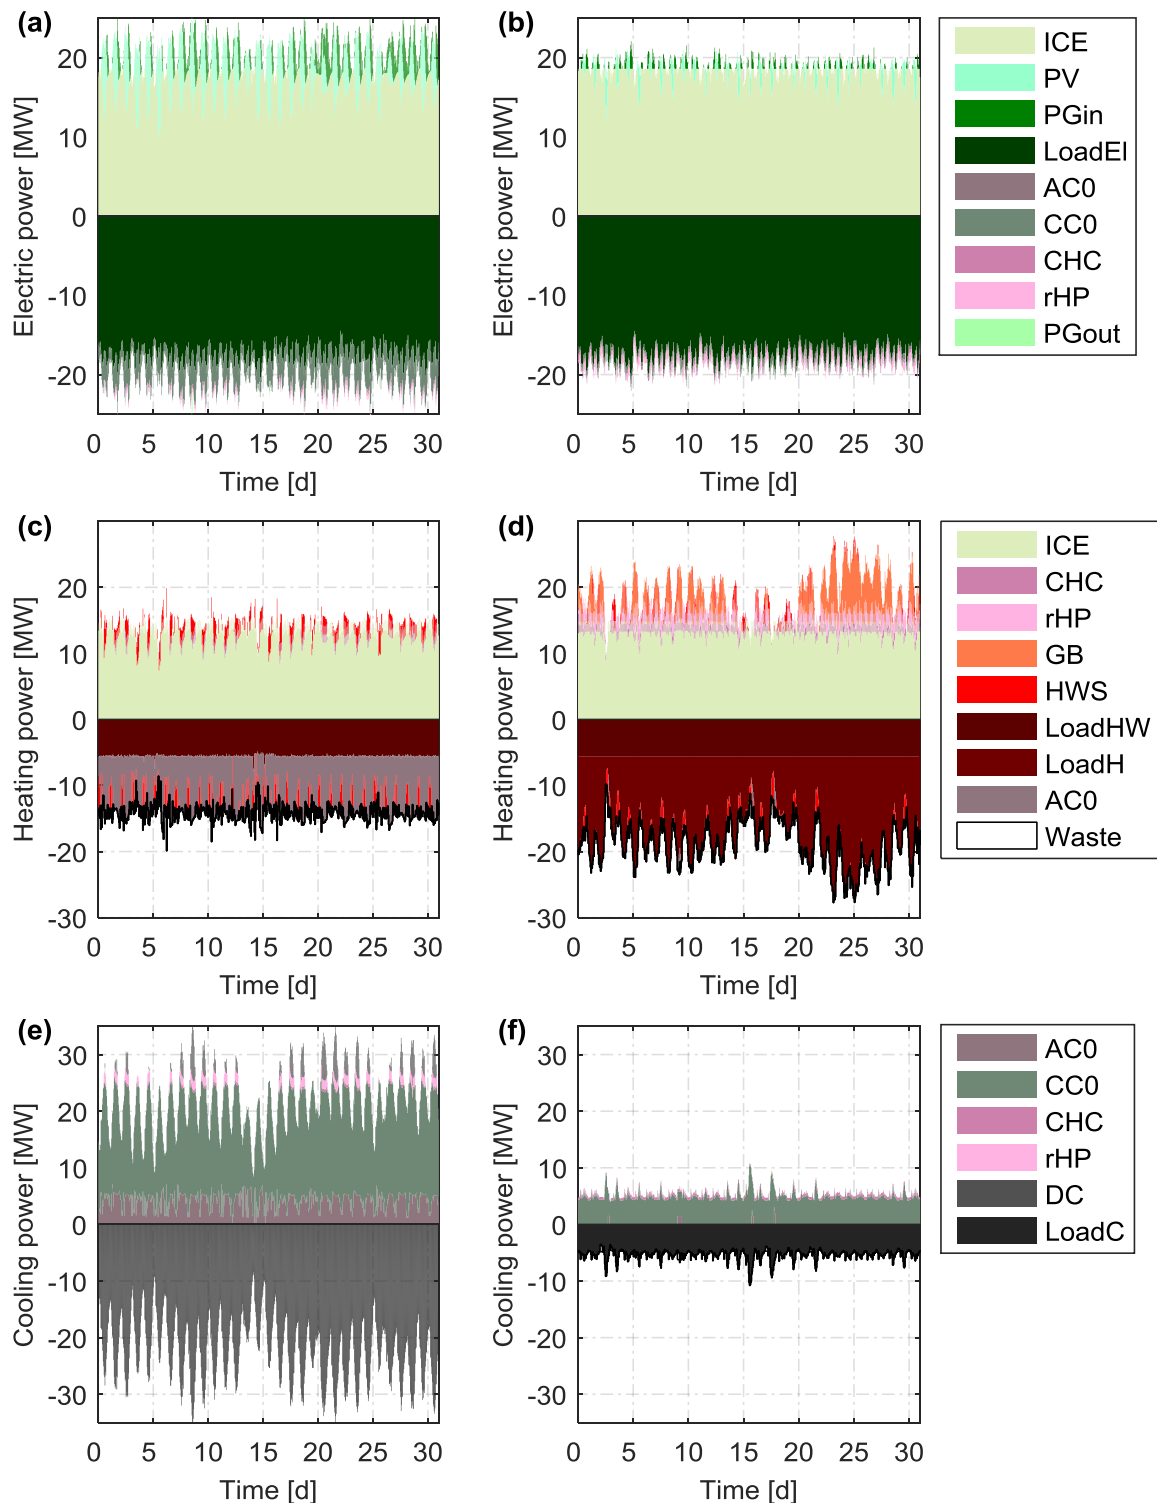 (a)
Electric power [MW]
20
10
0
-10
-20
0 5 10 15 20 25 30
Time [d]
(b)
Electric power [MW]
20
10
0
-10
-20
0 5 10 15 20 25 30
Time [d]
ICE
PV
PGin
LoadEl
AC0
CC0
CHC
rHP
PGout
(c)
Heating power [MW]
20
10
0
-10
-20
-30
0 5 10 15 20 25 30
Time [d]
(d)
Heating power [MW]
20
10
0
-10
-20
-30
0 5 10 15 20 25 30
Time [d]
ICE
CHC
rHP
GB
HWS
LoadHW
LoadH
AC0
Waste
(e)
Cooling power [MW]
30
20
10
0
-10
-20
-30
0 5 10 15 20 25 30
Time [d]
(f)
Cooling power [MW]
30
20
10
0
-10
-20
-30
0 5 10 15 20 25 30
Time [d]
AC0
CC0
CHC
rHP
DC
LoadC